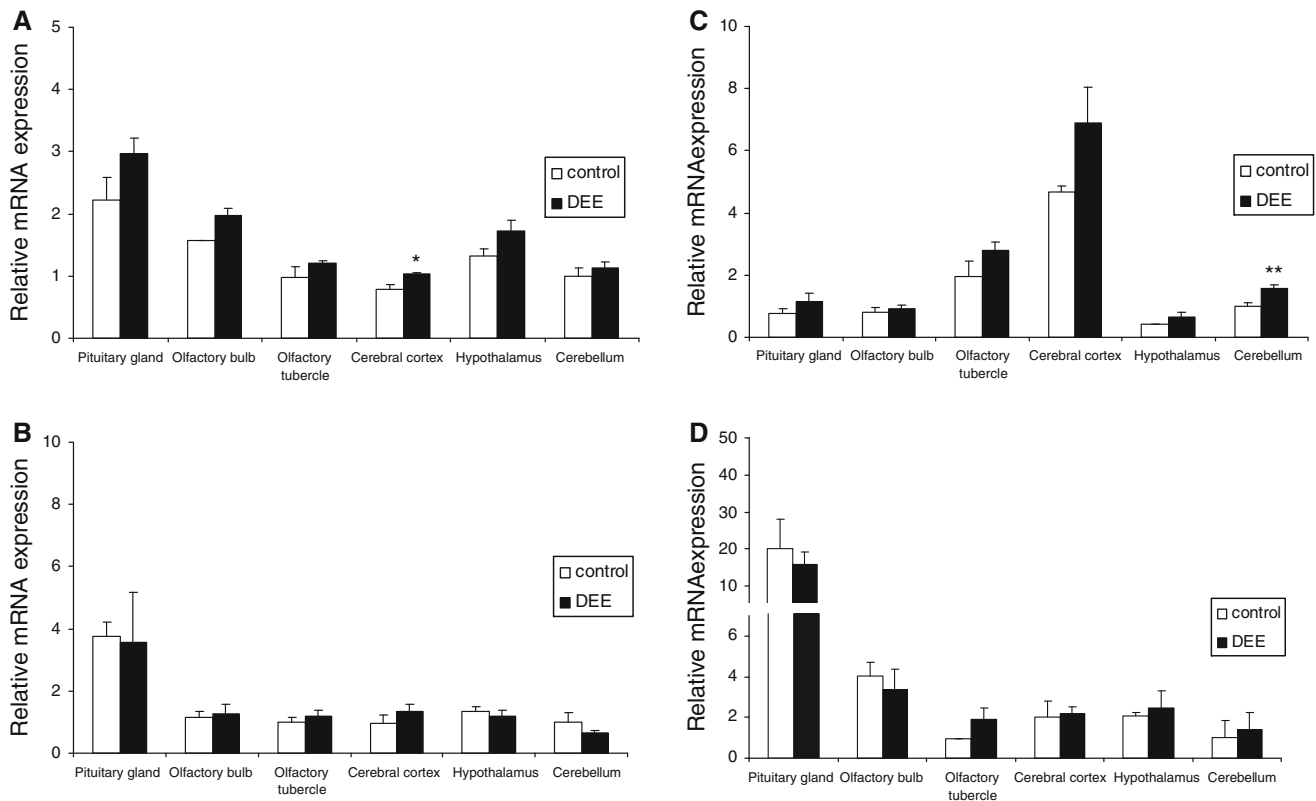 A
Relative mRNA expression
5
4
3
2
1
0
control
DEE
*
Pituitary gland Olfactory bulb Olfactory tubercle Cerebral cortex Hypothalamus Cerebellum
C
Relative mRNAexpression
10
8
6
4
2
0
control
DEE
**
Pituitary gland Olfactory bulb Olfactory tubercle Cerebral cortex Hypothalamus Cerebellum
B
Relative mRNA expression
10
8
6
4
2
0
control
DEE
Pituitary gland Olfactory bulb Olfactory tubercle Cerebral cortex Hypothalamus Cerebellum
D
Relative mRNAexpression
50
40
30
20
10
6
4
2
0
control
DEE
Pituitary gland Olfactory bulb Olfactory tubercle Cerebral cortex Hypothalamus Cerebellum